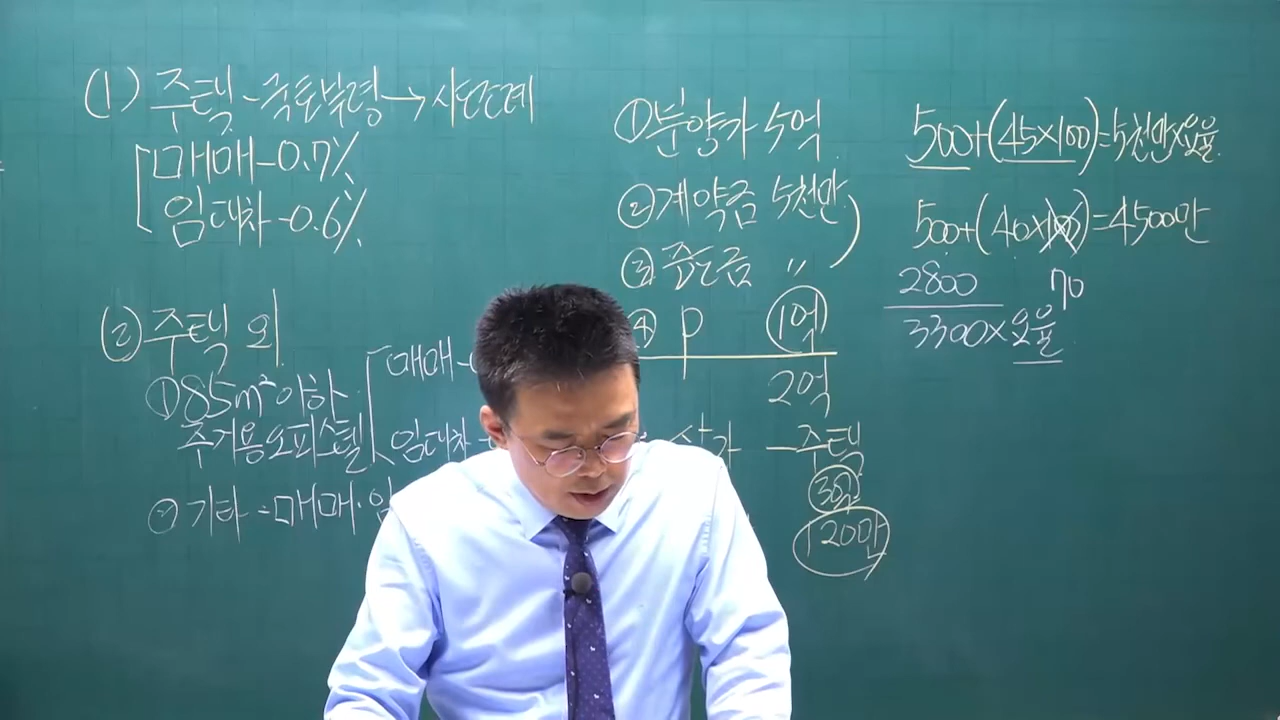 (1) 주택 - 국토부령 → 시·도조례
매매 - 0.7%
임대차 - 0.6%
(2) 주택 외
① 85m² 이하 매매 -
주거용오피스텔 임대차 -
② 기타 - 매매·임
① 분양가 5억
② 계약금 5천만
③ 중도금 〃
④ P 1억
2억
상가 - 주택
30만
120만
500+(45×100)=5천만×요율
500+(40×100)=4500만
2800 70
3300×요율